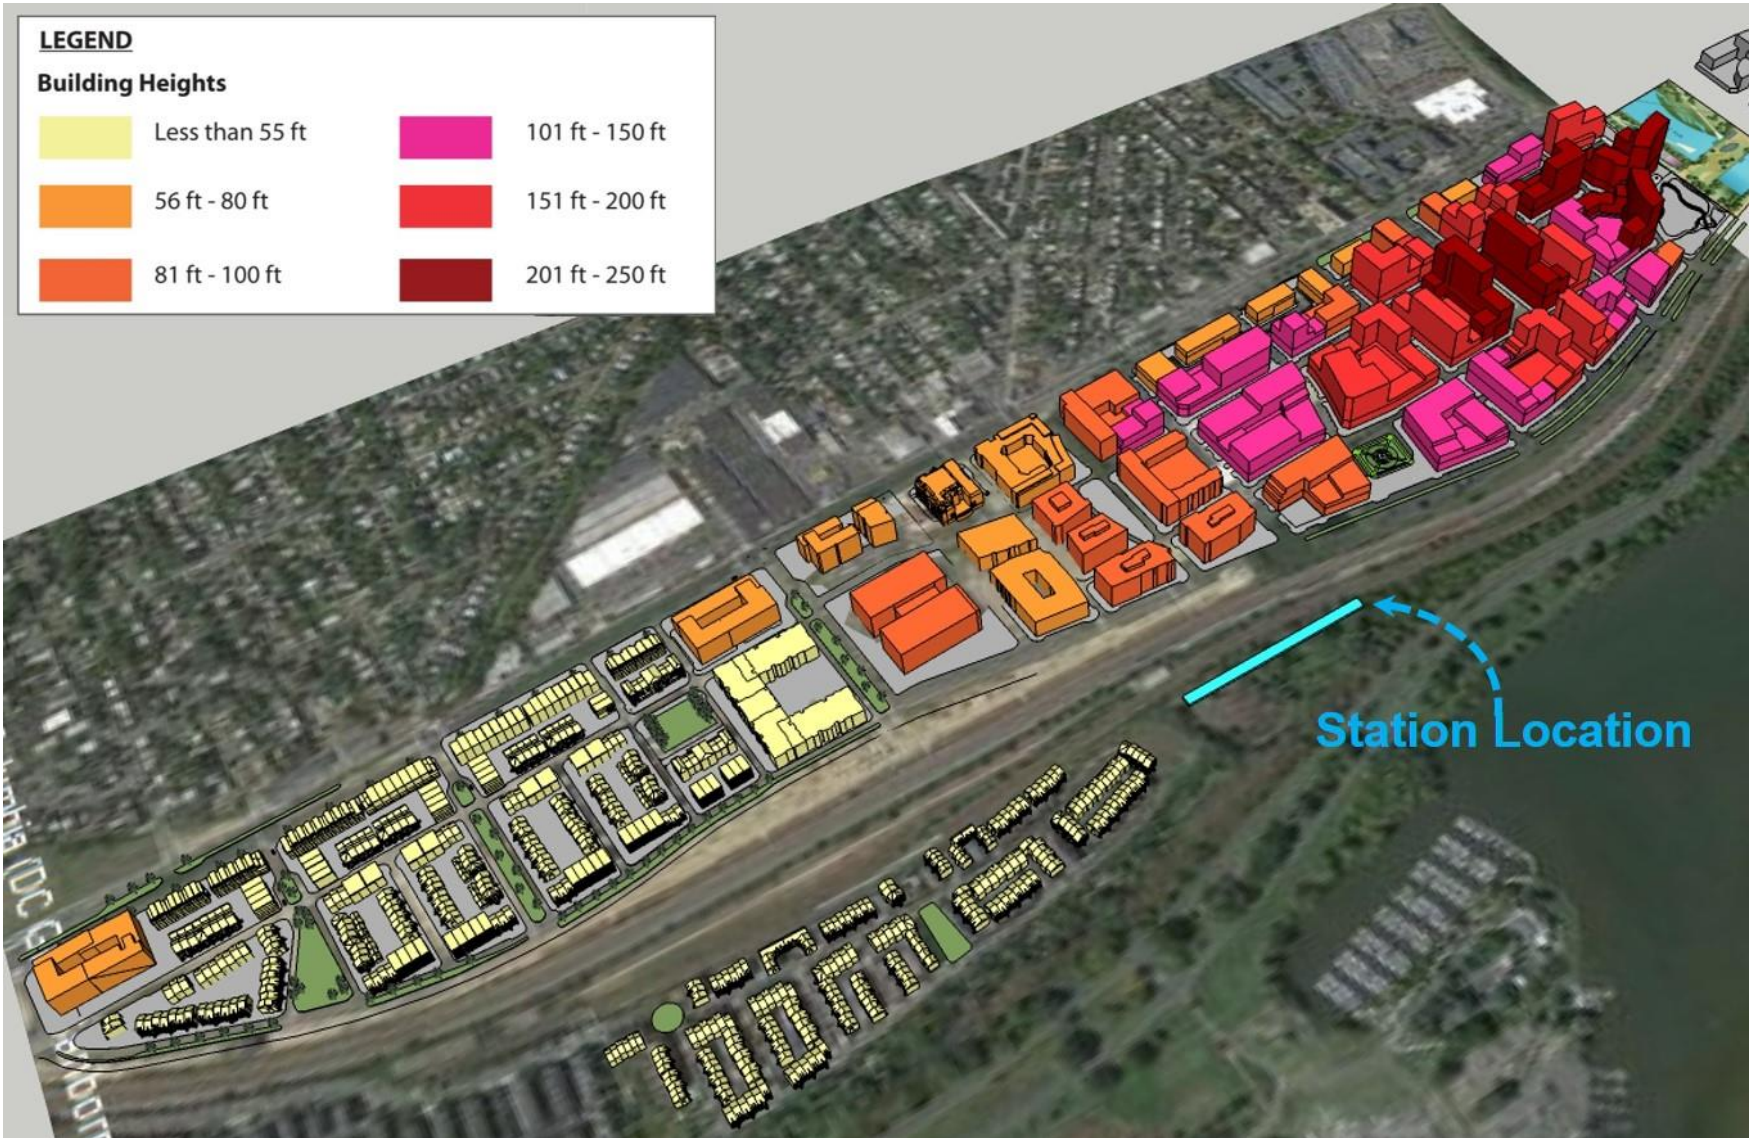 LEGEND
Building Heights
Less than 55 ft
56 ft - 80 ft
81 ft - 100 ft
101 ft - 150 ft
151 ft - 200 ft
201 ft - 250 ft
Station Location